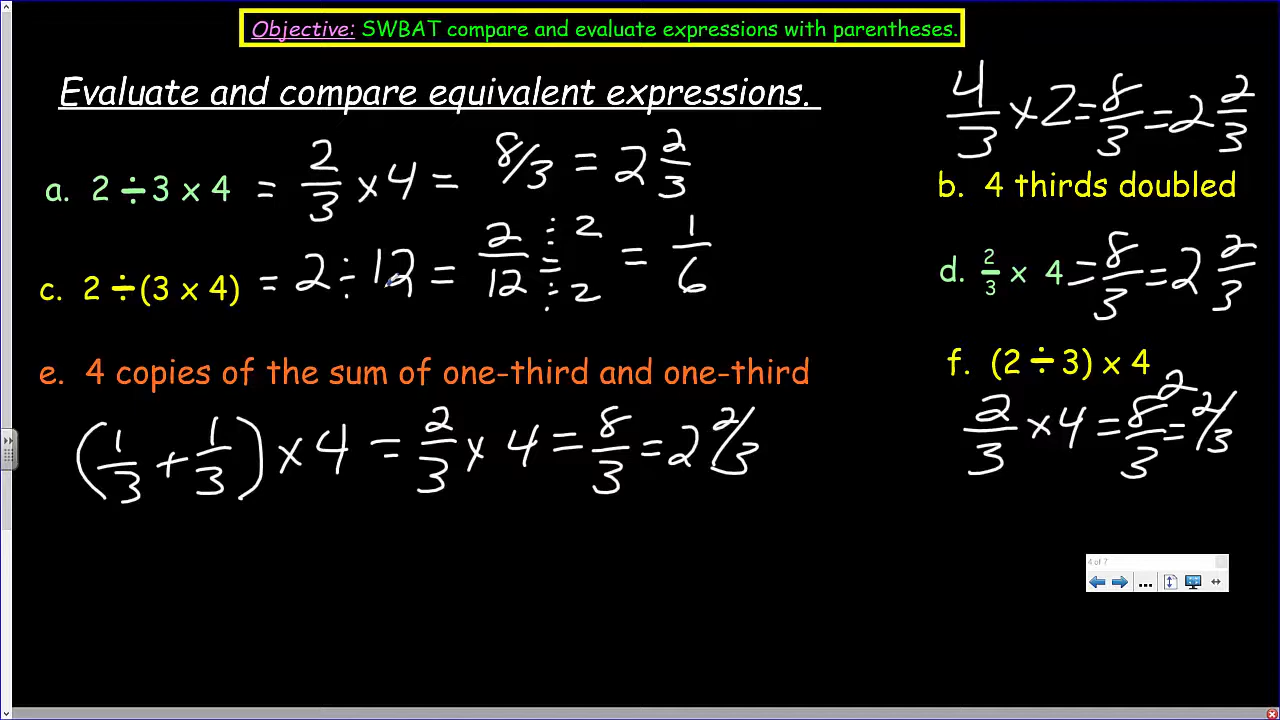 Objective: SWBAT compare and evaluate expressions with parentheses.
Evaluate and compare equivalent expressions.
4/3 x 2 = 8/3 = 2 2/3
a. 2 ÷ 3 x 4 = 2/3 x 4 = 8/3 = 2 2/3
b. 4 thirds doubled
c. 2 ÷ (3 x 4) = 2 ÷ 12 = 2/12 ÷ 2 ÷ 2 = 1/6
d. 2/3 x 4 = 8/3 = 2 2/3
e. 4 copies of the sum of one-third and one-third
(1/3 + 1/3) x 4 = 2/3 x 4 = 8/3 = 2 2/3
f. (2 ÷ 3) x 4
2/3 x 4 = 8/3 = 2 2/3
4 of 7